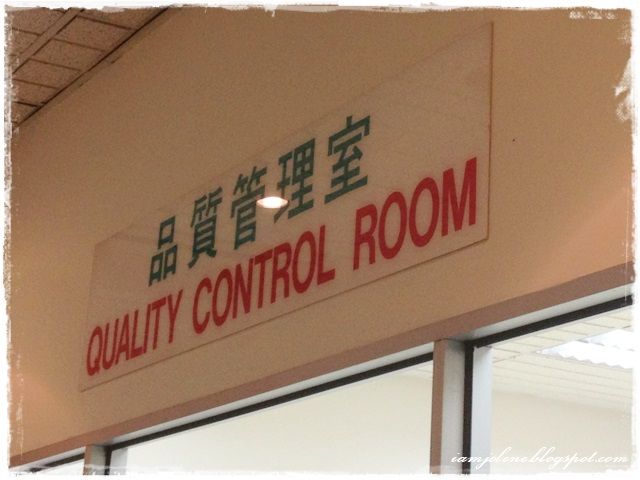 品質管理室
QUALITY CONTROL ROOM
iamjolene.blogspot.com